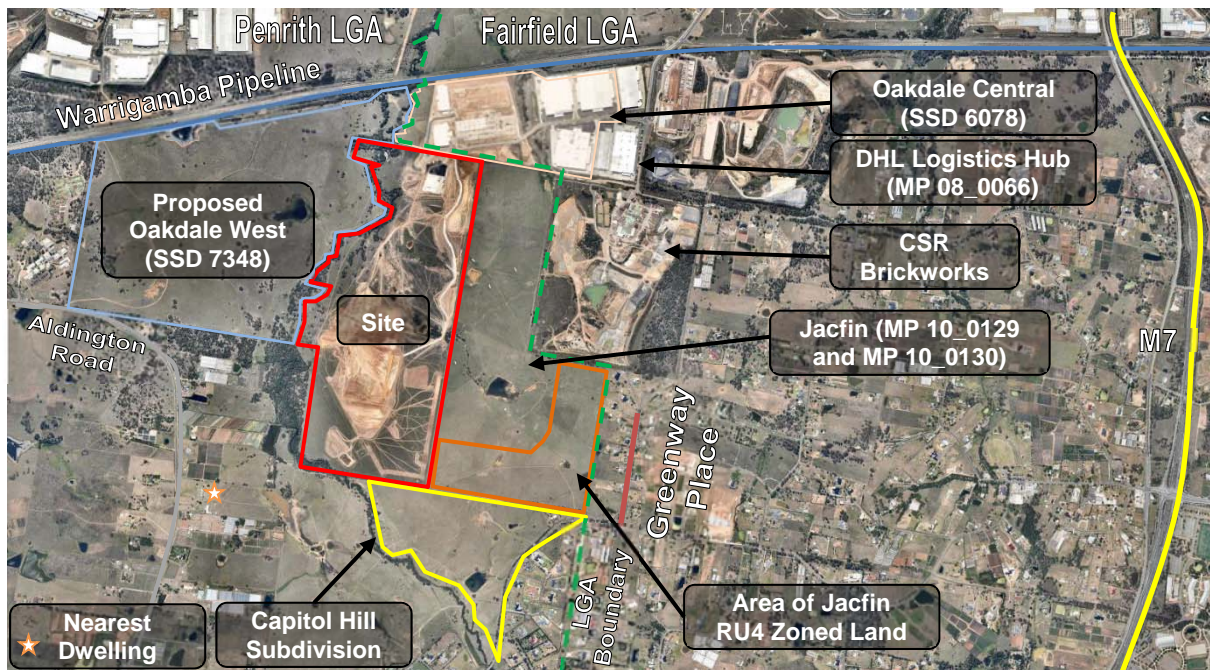 Penrith LGA
Fairfield LGA
Warrigamba Pipeline
Oakdale Central
(SSD 6078)
DHL Logistics Hub
(MP 08_0066)
Proposed
Oakdale West
(SSD 7348)
CSR
Brickworks
Site
Aldington
Road
Jacfin (MP 10_0129
and MP 10_0130)
M7
Greenway
Place
LGA
Boundary
Area of Jacfin
RU4 Zoned Land
Nearest
Dwelling
Capitol Hill
Subdivision